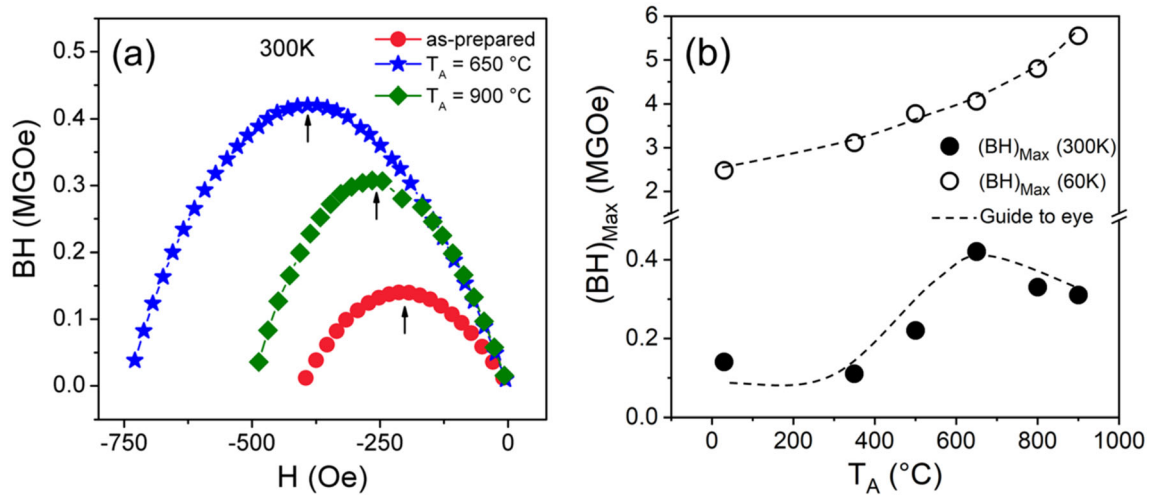 (a)
300K
as-prepared
T_A = 650 °C
T_A = 900 °C
0.5
0.4
0.3
0.2
0.1
0.0
BH (MGOe)
-750 -500 -250 0
H (Oe)
(b)
6
5
4
3
2
0.4
0.2
0.0
(BH)_Max (MGOe)
(BH)_Max (300K)
(BH)_Max (60K)
Guide to eye
0 200 400 600 800 1000
T_A (°C)